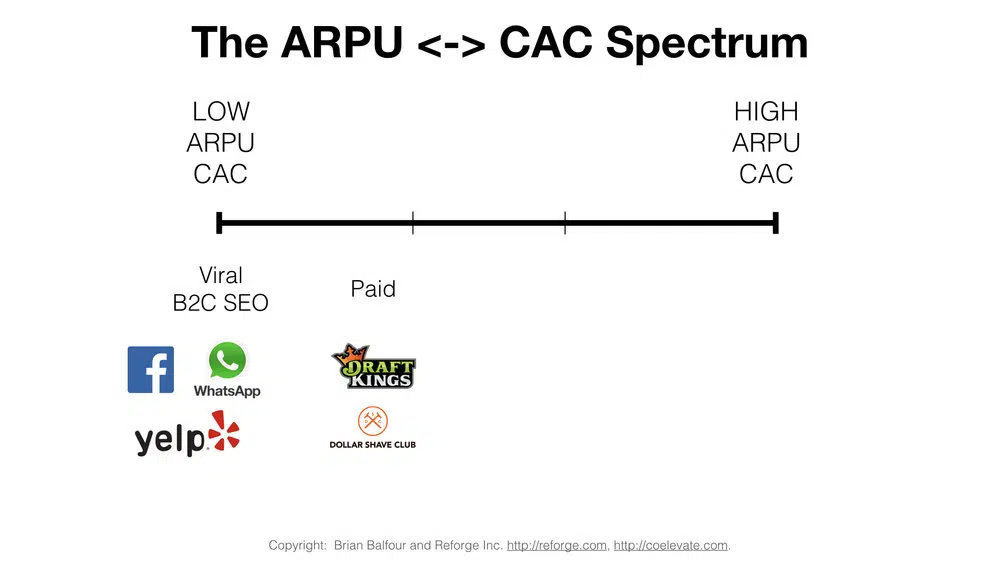 The ARPU <-> CAC Spectrum
LOW
ARPU
CAC
HIGH
ARPU
CAC
Viral
B2C SEO
Paid
f
WhatsApp
yelp
DRAFT
KINGS
DOLLAR SHAVE CLUB
Copyright: Brian Balfour and Reforge Inc. http://reforge.com, http://coelevate.com.